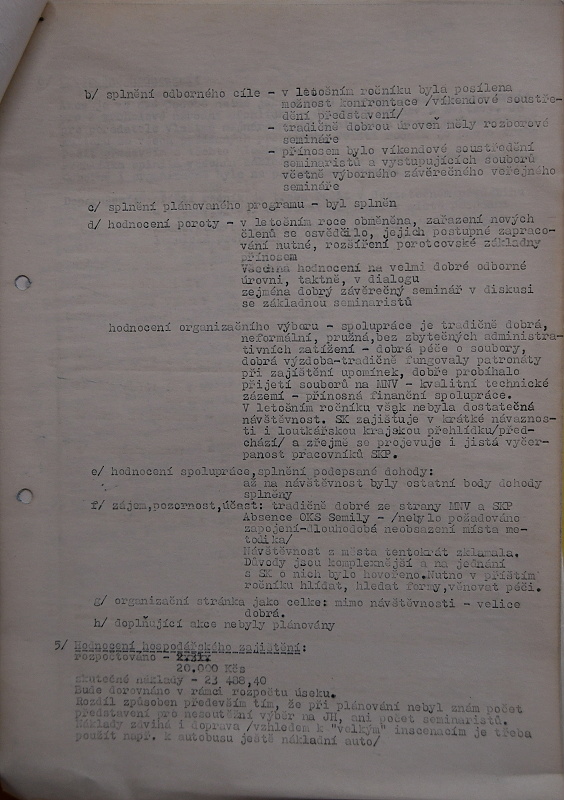 b/ splnění odborného cíle - v letošním ročníku byla posílena
možnost konfrontace /víkendové soustře-
dění představení/
- tradičně dobrou úroveň měly rozborové
semináře
- přínosem bylo víkendové soustředění
seminaristů a vystupujících souborů
včetně výborného závěrečného veřejného
semináře
c/ splnění plánovaného programu - byl splněn
d/ hodnocení poroty - v letošním roce obměněna, zařazení nových
členů se osvědčilo, jejich postupné zapraco-
vání nutné, rozšíření porotcovské základny
přínosem
Všechna hodnocení na velmi dobré odborné
úrovni, taktně, v dialogu
zejména dobrý závěrečný seminář v diskusi
se základnou seminaristů
hodnocení organizačního výboru - spolupráce je tradičně dobrá,
neformální, pružná,bez zbytečných administra-
tivních zatížení - dobrá péče o soubory,
dobrá výzdoba-tradičně fungovaly patronáty
při zajištění upomínek, dobře probíhalo
přijetí souborů na MNV - kvalitní technické
zázemí - přínosná finanční spolupráce.
V letošním ročníku však nebyla dostatečná
návštěvnost. SK zajištuje v krátké návaznos-
ti i loutkářskou krajskou přehlídku/před-
chází/ a zřejmě se projevuje i jistá vyčer-
panost pracovníků SKP.
e/ hodnocení spolupráce,splnění podepsané dohody:
až na návštěvnost byly ostatní body dohody
splněny
f/ zájem,pozornost,účast: tradičně dobré ze strany MNV a SKP
Absence OKS Semily - /nebylo požadováno
zapojení-dlouhodobá neobsazení místa me-
todika/
Návštěvnost z města tentokrát zklamala.
Důvody jsou komplexnější a na jednání
s SK o nich bylo hovořeno.Nutno v příštím
ročníku hlídat, hledat formy,věnovat péči.
g/ organizační stránka jako celke: mimo návštěvnosti - velice
dobrá.
h/ doplňující akce nebyly plánovány
5/ Hodnocení hospodářského zajištění:
rozpočtováno -
20.000 Kčs
skutečné náklady - 23 488,40
Bude dorovnáno v rámci rozpočtu úseku.
Rozdíl způsoben především tím, že při plánování nebyl znám počet
představení pro nesoutěžní výběr na JH, ani počet seminaristů.
Náklady zvíhá i doprava /vzhledem k "velkým" inscenacím je třeba
použít např. k autobusu ještě nákladní auto/